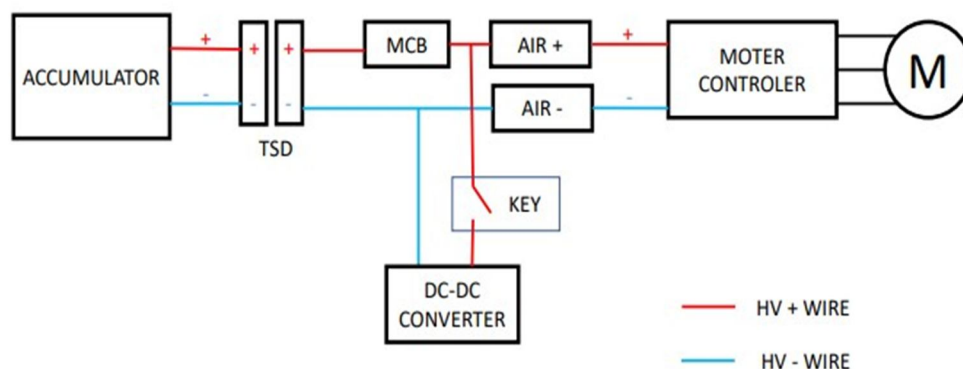 ACCUMULATOR
+
-
+
-
+
-
TSD
MCB
AIR +
AIR -
+
-
MOTER
CONTROLER
M
KEY
DC-DC
CONVERTER
HV + WIRE
HV - WIRE